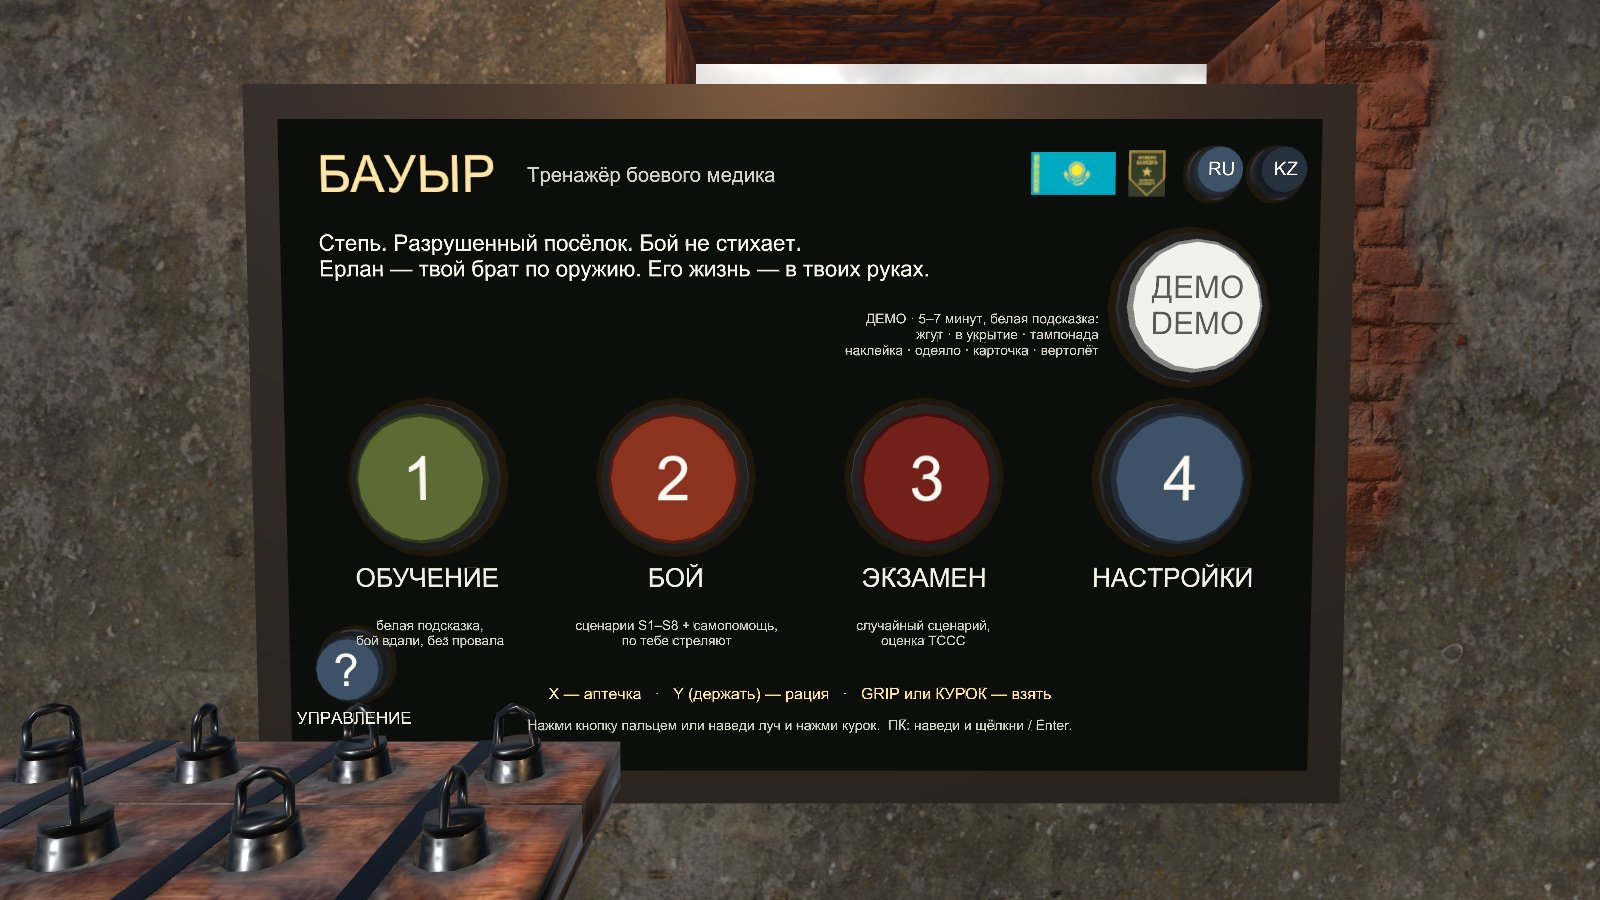 БАУЫР
Тренажёр боевого медика
RU
KZ
Степь. Разрушенный посёлок. Бой не стихает.
Ерлан — твой брат по оружию. Его жизнь — в твоих руках.
ДЕМО · 5–7 минут, белая подсказка:
жгут · в укрытие · тампонада
наклейка · одеяло · карточка · вертолёт
ДЕМО
DEMO
1
2
3
4
ОБУЧЕНИЕ
БОЙ
ЭКЗАМЕН
НАСТРОЙКИ
белая подсказка,
бой вдали, без провала
сценарии S1–S8 + самопомощь,
по тебе стреляют
случайный сценарий,
оценка ТССС
?
УПРАВЛЕНИЕ
X — аптечка · Y (держать) — рация · GRIP или КУРОК — взять
Нажми кнопку пальцем или наведи луч и нажми курок. ПК: наведи и щёлкни / Enter.